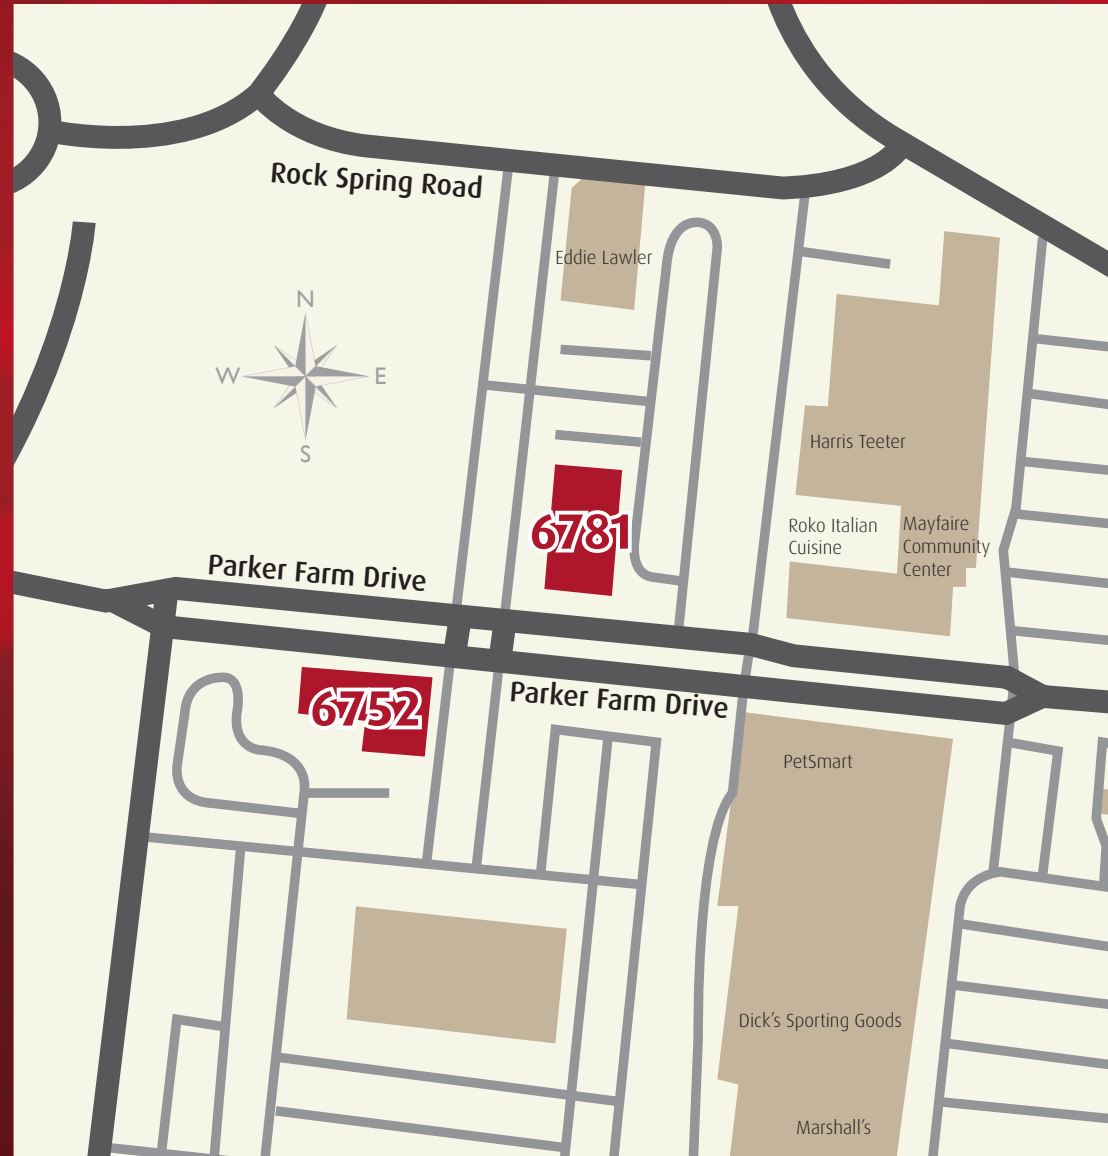 Rock Spring Road
Eddie Lawler
N
W
E
S
Harris Teeter
Roko Italian
Cuisine
Mayfaire
Community
Center
6781
Parker Farm Drive
6752
Parker Farm Drive
PetSmart
Dick's Sporting Goods
Marshall's